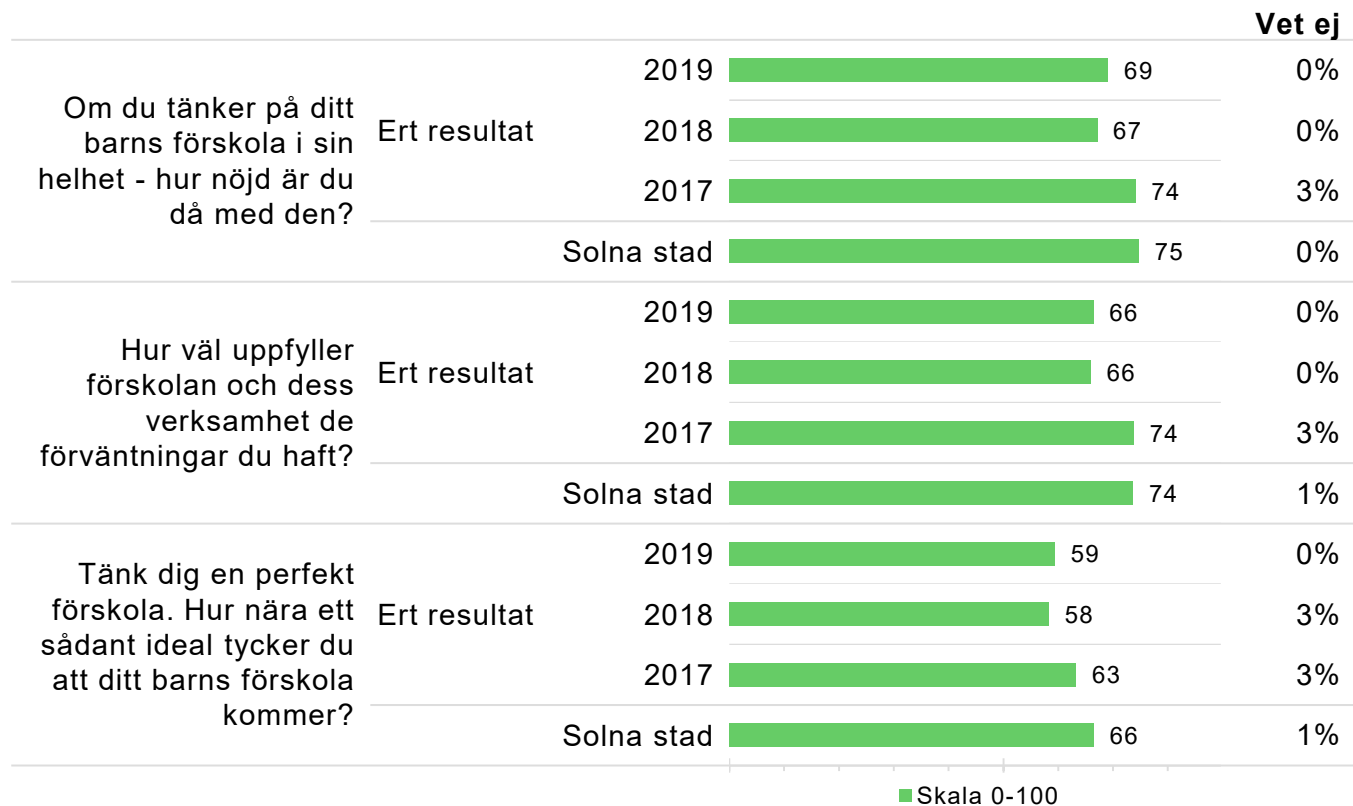 Vet ej
Om du tänker på ditt
barns förskola i sin
helhet - hur nöjd är du
då med den?
Ert resultat
2019 69 0%
2018 67 0%
2017 74 3%
Solna stad 75 0%
Hur väl uppfyller
förskolan och dess
verksamhet de
förväntningar du haft?
Ert resultat
2019 66 0%
2018 66 0%
2017 74 3%
Solna stad 74 1%
Tänk dig en perfekt
förskola. Hur nära ett
sådant ideal tycker du
att ditt barns förskola
kommer?
Ert resultat
2019 59 0%
2018 58 3%
2017 63 3%
Solna stad 66 1%
Skala 0-100